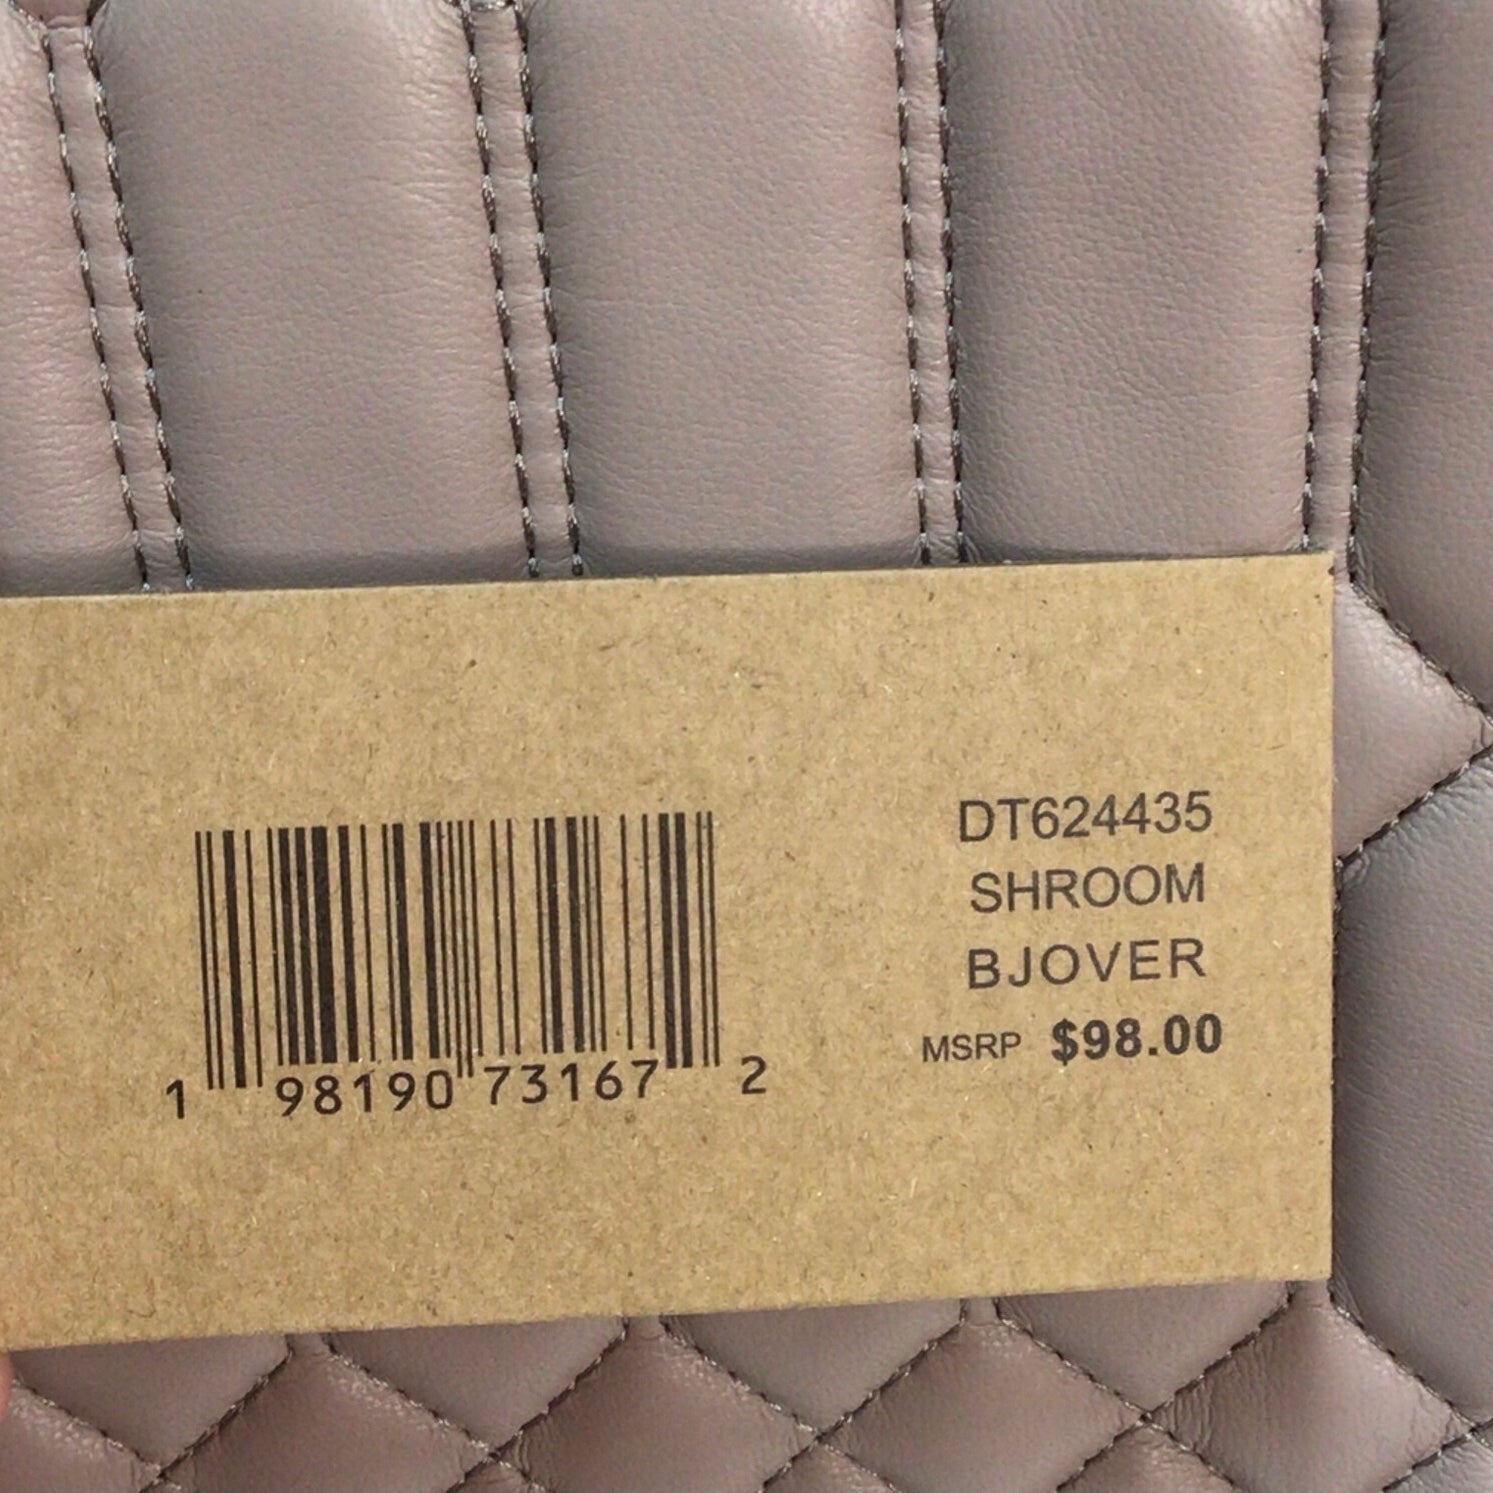 DT624435
SHROOM
BJOVER
MSRP $98.00
1 98190 73167 2